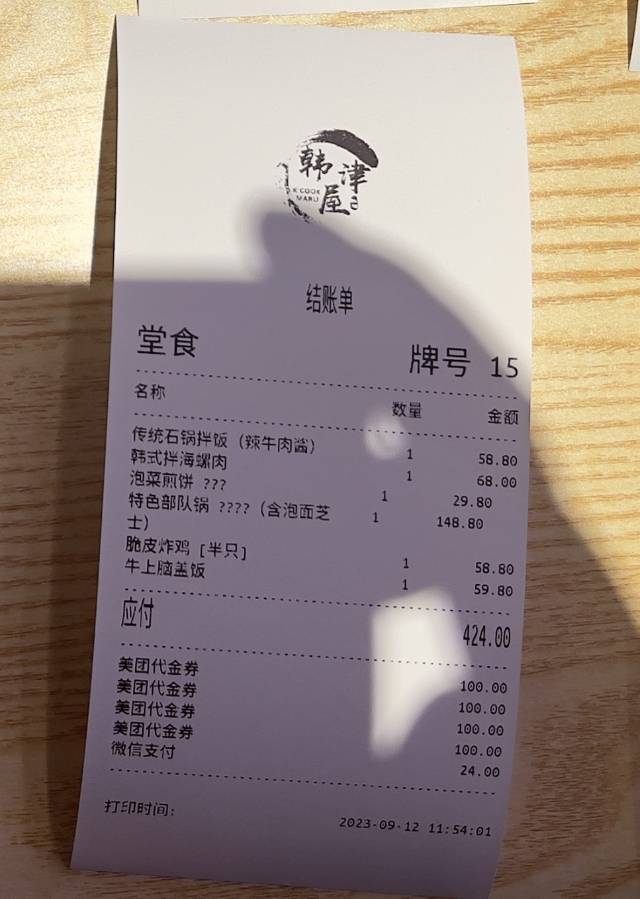 韩津屋
K COOK
MARU
结账单
堂食 牌号 15
名称 数量 金额
传统石锅拌饭（辣牛肉酱） 1 58.80
韩式拌海螺肉 1 68.00
泡菜煎饼 ??? 1 29.80
特色部队锅 ????（含泡面芝 1 148.80
士）
脆皮炸鸡 [半只] 1 58.80
牛上脑盖饭 1 59.80
应付 424.00
美团代金券 100.00
美团代金券 100.00
美团代金券 100.00
美团代金券 100.00
微信支付 24.00
打印时间: 2023-09-12 11:54:01